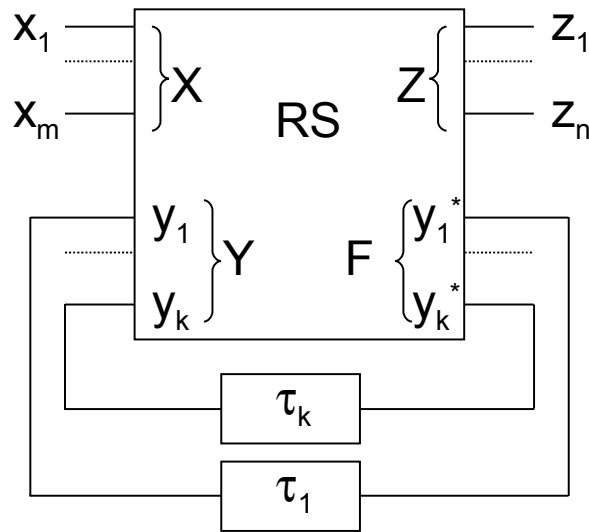 x₁ z₁
X Z
xₘ RS zₙ
y₁ y₁*
Y F
yₖ yₖ*
τₖ
τ₁